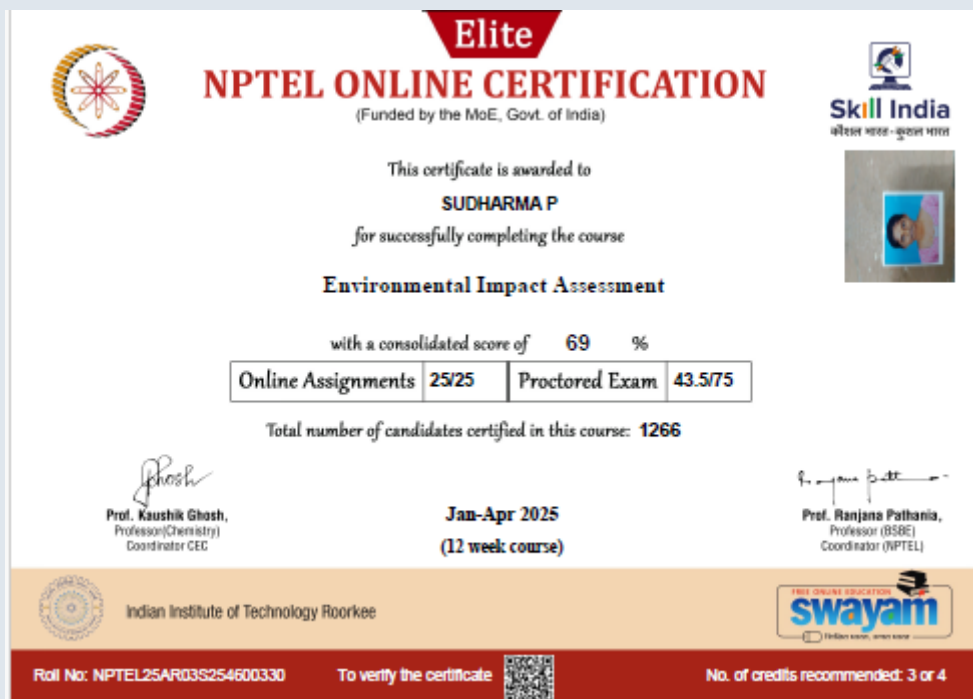 Elite
NPTEL ONLINE CERTIFICATION
(Funded by the MoE, Govt. of India)
Skill India
कौशल भारत - कुशल भारत
This certificate is awarded to
SUDHARMA P
for successfully completing the course
Environmental Impact Assessment
with a consolidated score of 69 %
Online Assignments 25/25 Proctored Exam 43.5/75
Total number of candidates certified in this course: 1266
Prof. Kaushik Ghosh,
Professor(Chemistry)
Coordinator CEC
Jan-Apr 2025
(12 week course)
Prof. Ranjana Pathania,
Professor (BSBE)
Coordinator (NPTEL)
Indian Institute of Technology Roorkee
FREE ONLINE EDUCATION
swayam
Roll No: NPTEL25AR03S254600330 To verify the certificate No. of credits recommended: 3 or 4